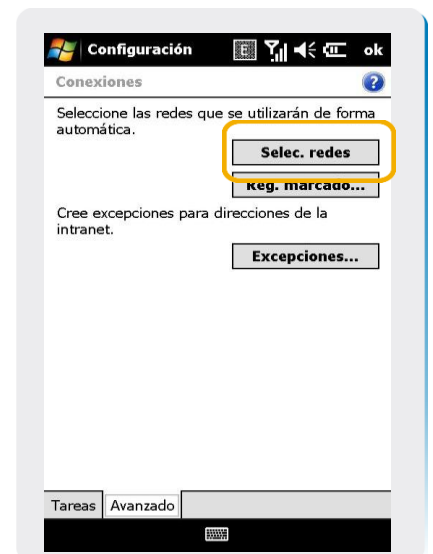 Configuración
E
ok
Conexiones
?
Seleccione las redes que se utilizarán de forma
automática.
Selec. redes
Reg. marcado...
Cree excepciones para direcciones de la
intranet.
Excepciones...
Tareas Avanzado